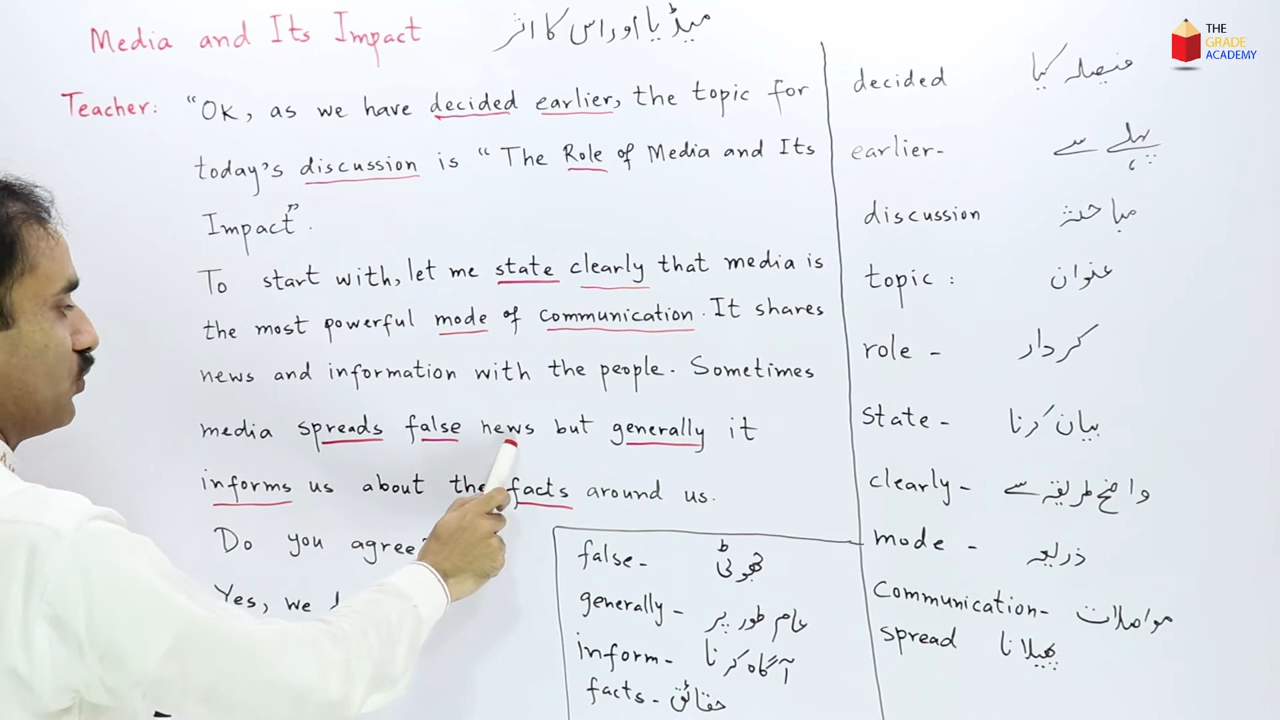 Media and Its Impact میڈیا اور اس کا اثر
THE
GRADE
ACADEMY
Teacher: "OK, as we have decided earlier, the topic for
today's discussion is "The Role of Media and Its
Impact".
To start with, let me state clearly that media is
the most powerful mode of communication. It shares
news and information with the people. Sometimes
media spreads false news but generally it
informs us about the facts around us.
Do you agree?
Yes, we
decided فیصلہ کیا
earlier- پہلے سے
discussion مباحثہ
topic : عنوان
role - کردار
State - بیان کرنا
clearly - واضح طریقہ سے
mode - ذریعہ
Communication- مواصلات
spread پھیلانا
false- جھوٹی
generally - عام طور پر
inform- آگاہ کرنا
facts- حقائق